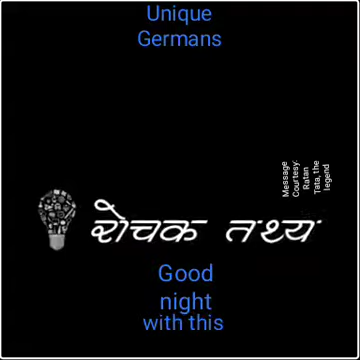 Unique
Germans
Message
Courtesy:
Ratan
Tata, the
legend
रोचक तथ्य
Good
night
with this